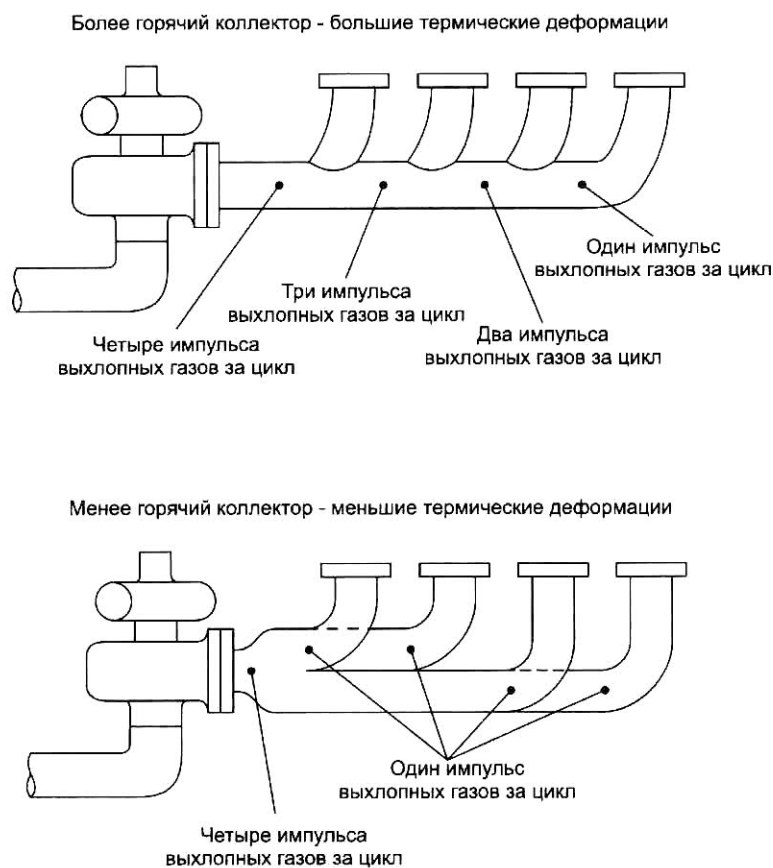 Более горячий коллектор - большие термические деформации
Один импульс
выхлопных газов за цикл
Три импульса
выхлопных газов за цикл
Два импульса
выхлопных газов за цикл
Четыре импульса
выхлопных газов за цикл
Менее горячий коллектор - меньшие термические деформации
Один импульс
выхлопных газов за цикл
Четыре импульса
выхлопных газов за цикл